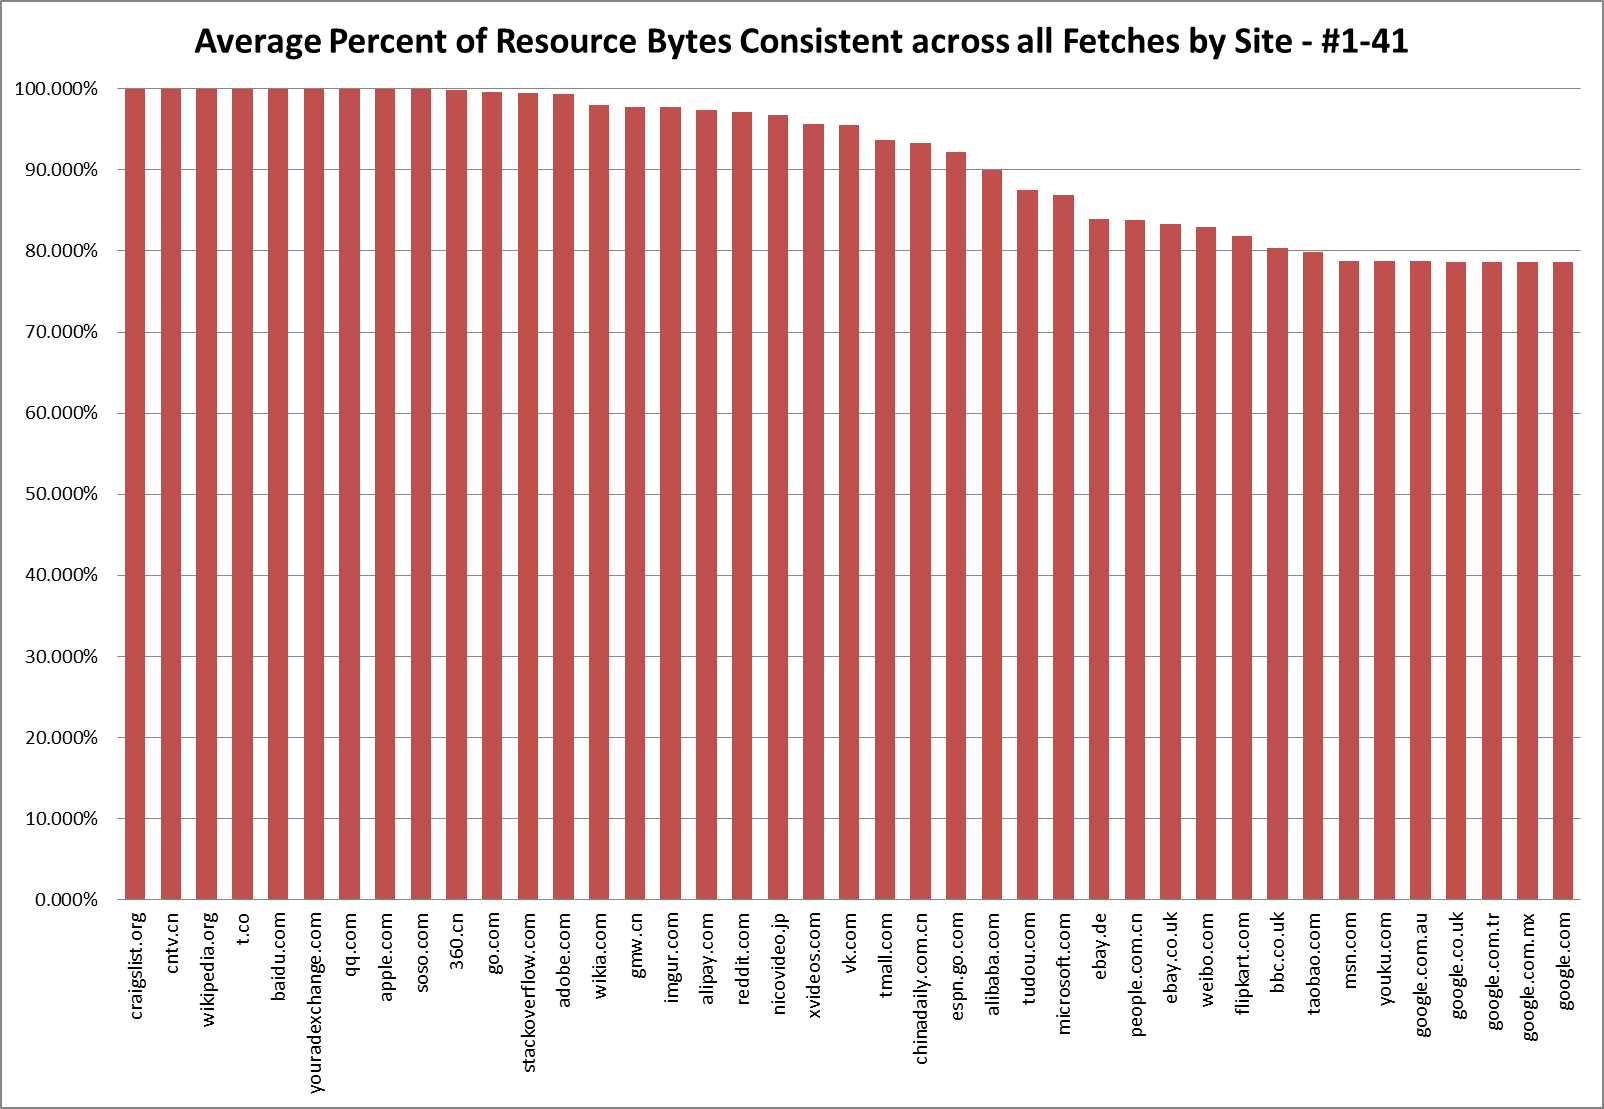 Average Percent of Resource Bytes Consistent across all Fetches by Site - #1-41
100.000%
90.000%
80.000%
70.000%
60.000%
50.000%
40.000%
30.000%
20.000%
10.000%
0.000%
craigslist.org
cntv.cn
wikipedia.org
t.co
baidu.com
youradexchange.com
qq.com
apple.com
soso.com
360.cn
go.com
stackoverflow.com
adobe.com
wikia.com
gmw.cn
imgur.com
alipay.com
reddit.com
nicovideo.jp
xvideos.com
vk.com
tmall.com
chinadaily.com.cn
espn.go.com
alibaba.com
tudou.com
microsoft.com
ebay.de
people.com.cn
ebay.co.uk
weibo.com
flipkart.com
bbc.co.uk
taobao.com
msn.com
youku.com
google.com.au
google.co.uk
google.com.tr
google.com.mx
google.com